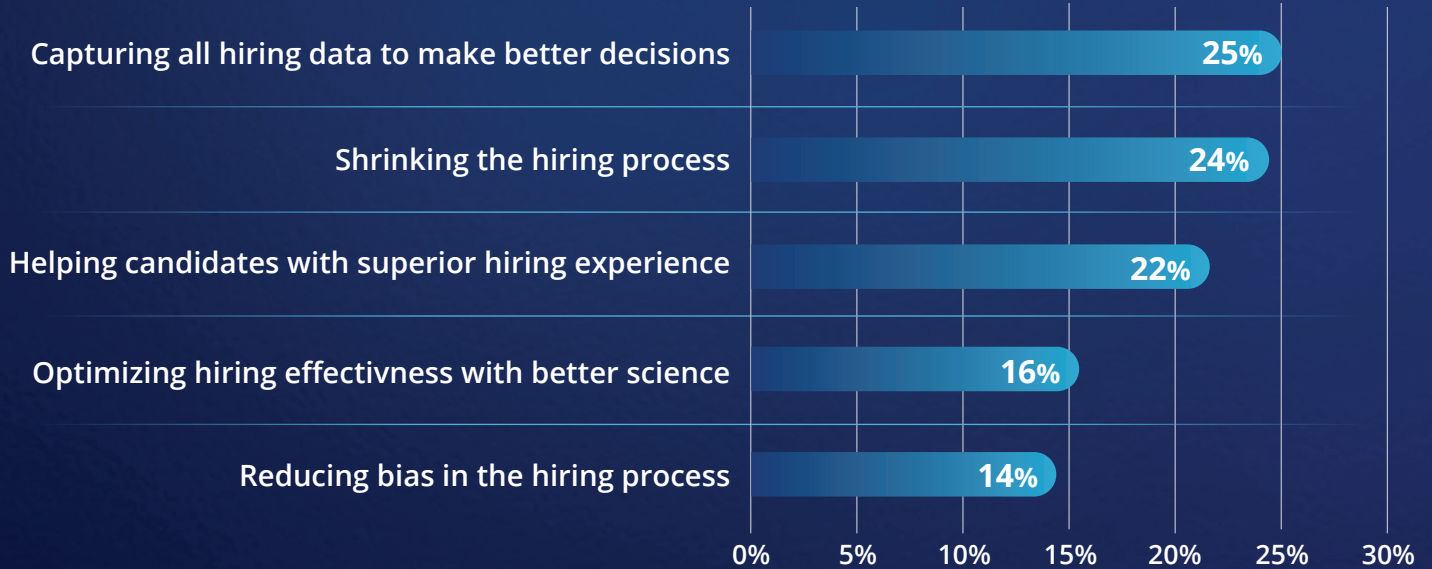 Capturing all hiring data to make better decisions 25%
Shrinking the hiring process 24%
Helping candidates with superior hiring experience 22%
Optimizing hiring effectivness with better science 16%
Reducing bias in the hiring process 14%
0% 5% 10% 15% 20% 25% 30%